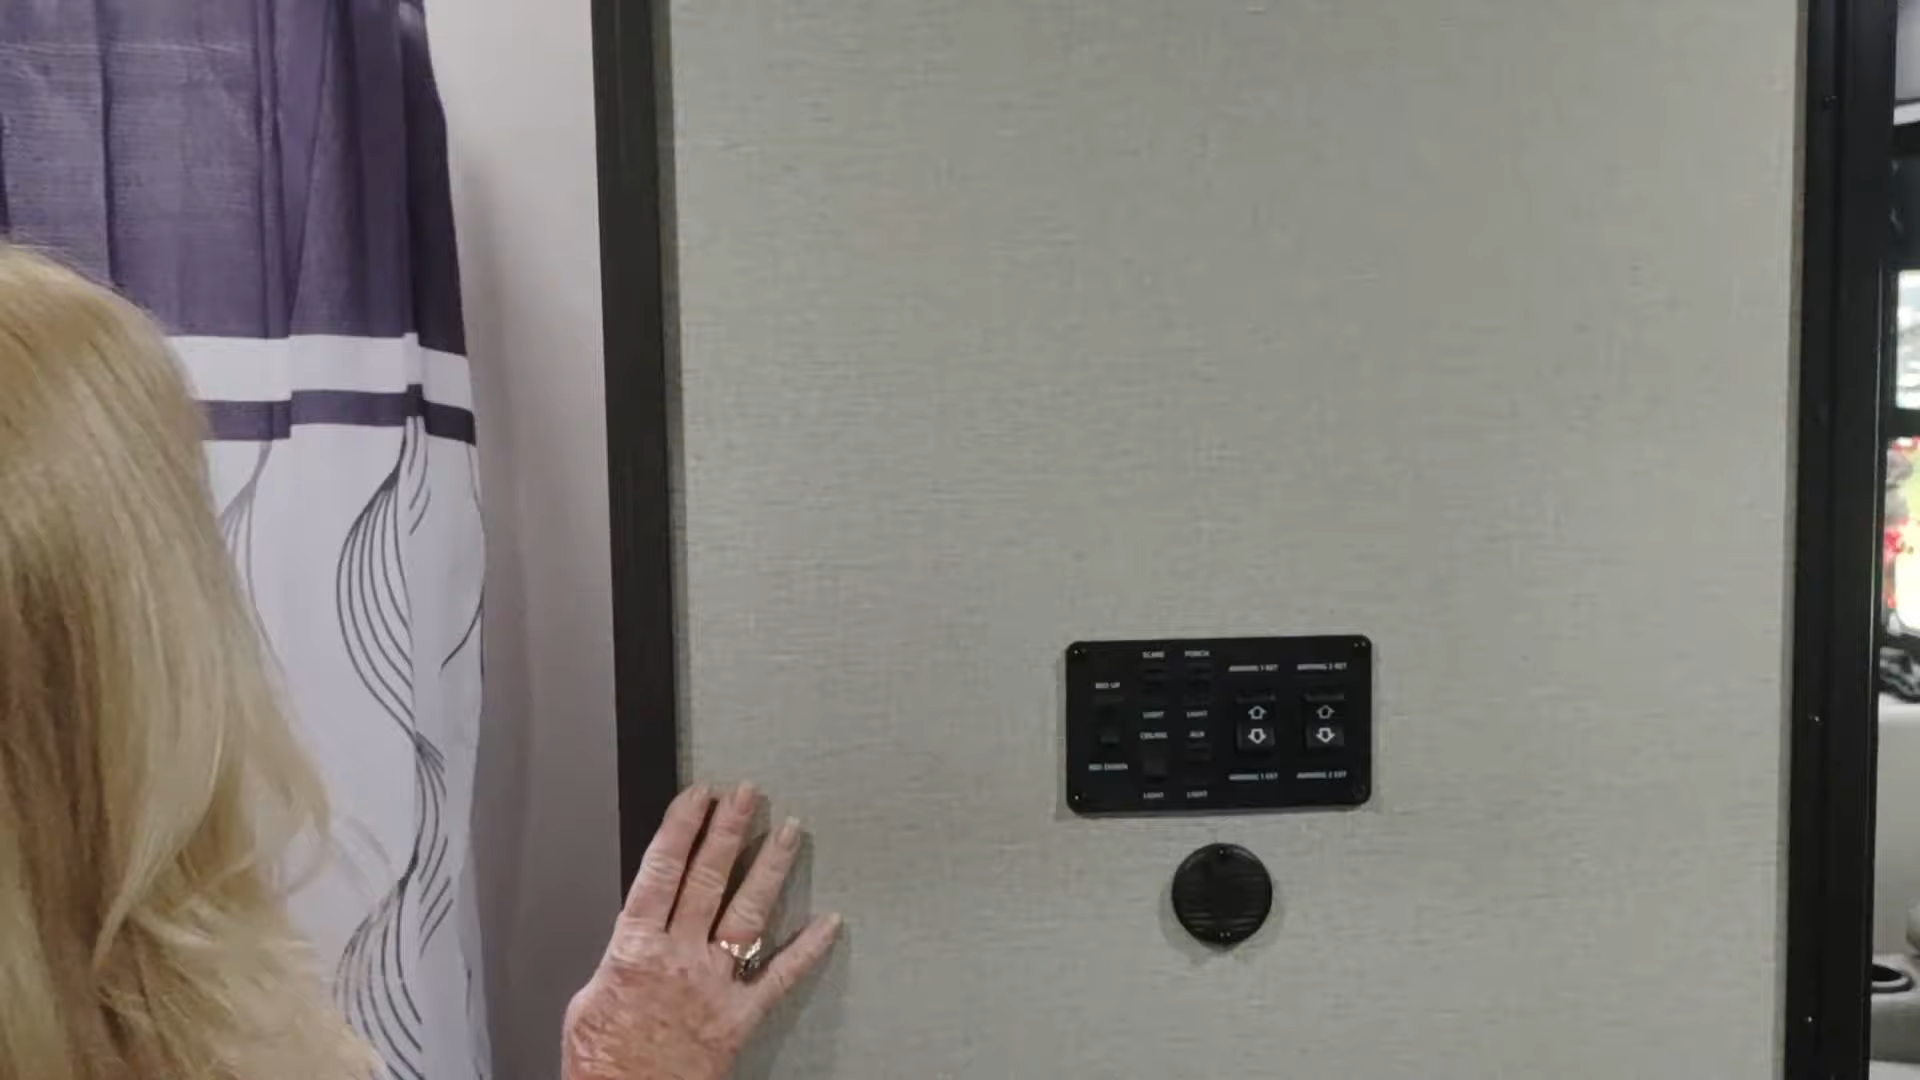 SCARE PORCH
AWNING 1 RET AWNING 2 RET
BED UP
LIGHT LIGHT
CEILING AUX
BED DOWN
AWNING 1 EXT AWNING 2 EXT
LIGHT LIGHT